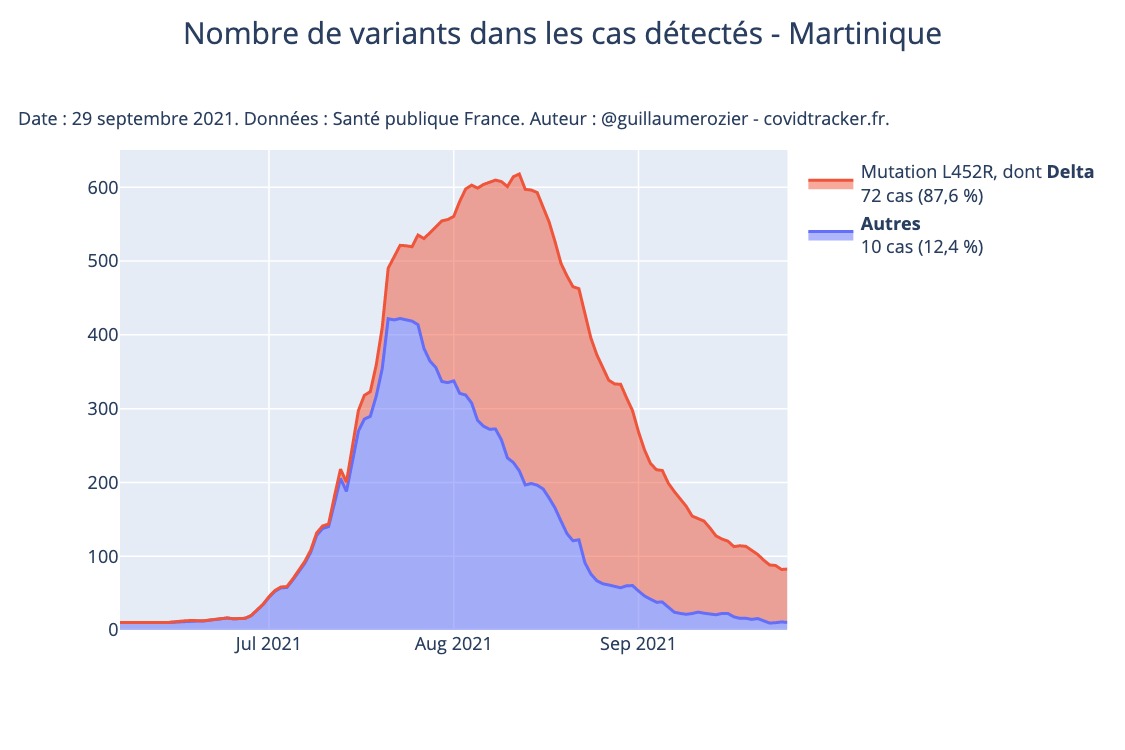 Nombre de variants dans les cas détectés - Martinique
Date : 29 septembre 2021. Données : Santé publique France. Auteur : @guillaumerozier - covidtracker.fr.
Mutation L452R, dont Delta
72 cas (87,6 %)
Autres
10 cas (12,4 %)
600
500
400
300
200
100
0
Jul 2021 Aug 2021 Sep 2021